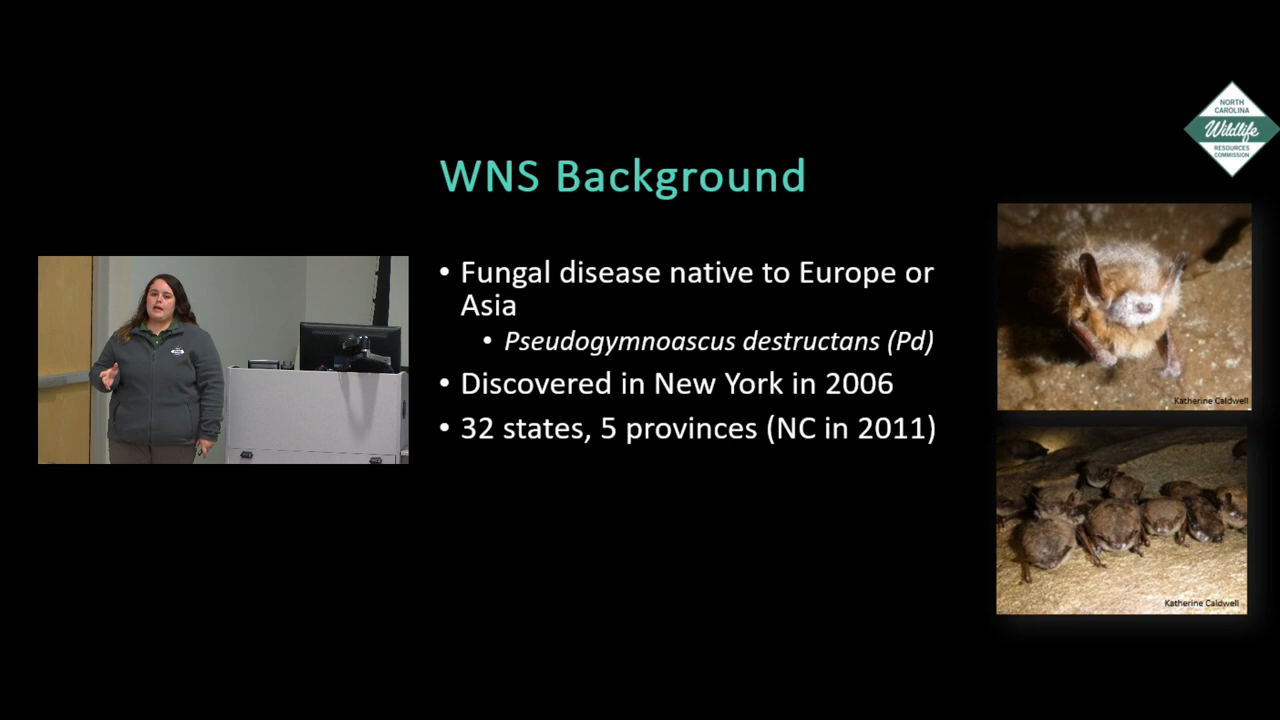 NORTH
CAROLINA
Wildlife
RESOURCES
COMMISSION
WNS Background
• Fungal disease native to Europe or
Asia
• Pseudogymnoascus destructans (Pd)
• Discovered in New York in 2006
• 32 states, 5 provinces (NC in 2011)
Katherine Caldwell
Katherine Caldwell